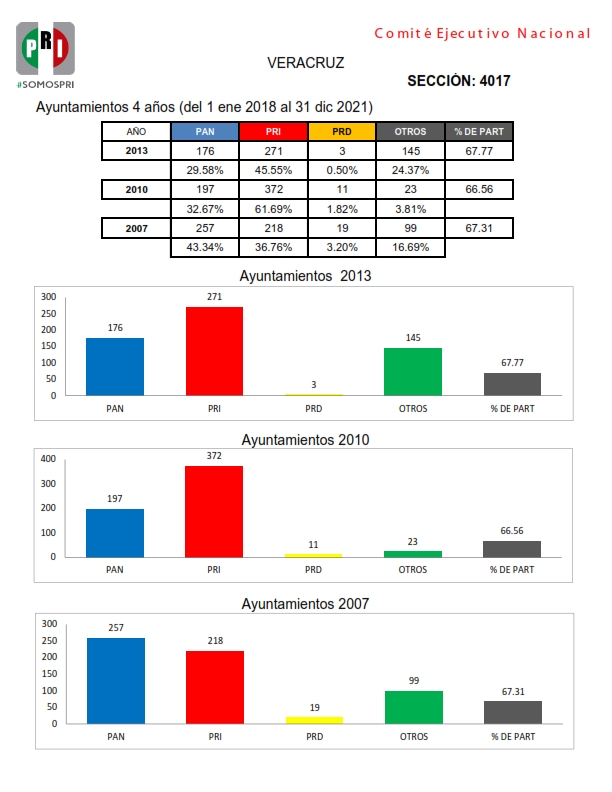 Comité Ejecutivo Nacional
PRI
#SOMOSPRI
VERACRUZ
SECCIÓN: 4017
Ayuntamientos 4 años (del 1 ene 2018 al 31 dic 2021)
AÑO PAN PRI PRD OTROS % DE PART
2013 176 271 3 145 67.77
29.58% 45.55% 0.50% 24.37%
2010 197 372 11 23 66.56
32.67% 61.69% 1.82% 3.81%
2007 257 218 19 99 67.31
43.34% 36.76% 3.20% 16.69%
Ayuntamientos 2013
300
250
200
150
100
50
0
176
271
3
145
67.77
PAN PRI PRD OTROS % DE PART
Ayuntamientos 2010
400
300
200
100
0
197
372
11
23
66.56
PAN PRI PRD OTROS % DE PART
Ayuntamientos 2007
300
250
200
150
100
50
0
257
218
19
99
67.31
PAN PRI PRD OTROS % DE PART